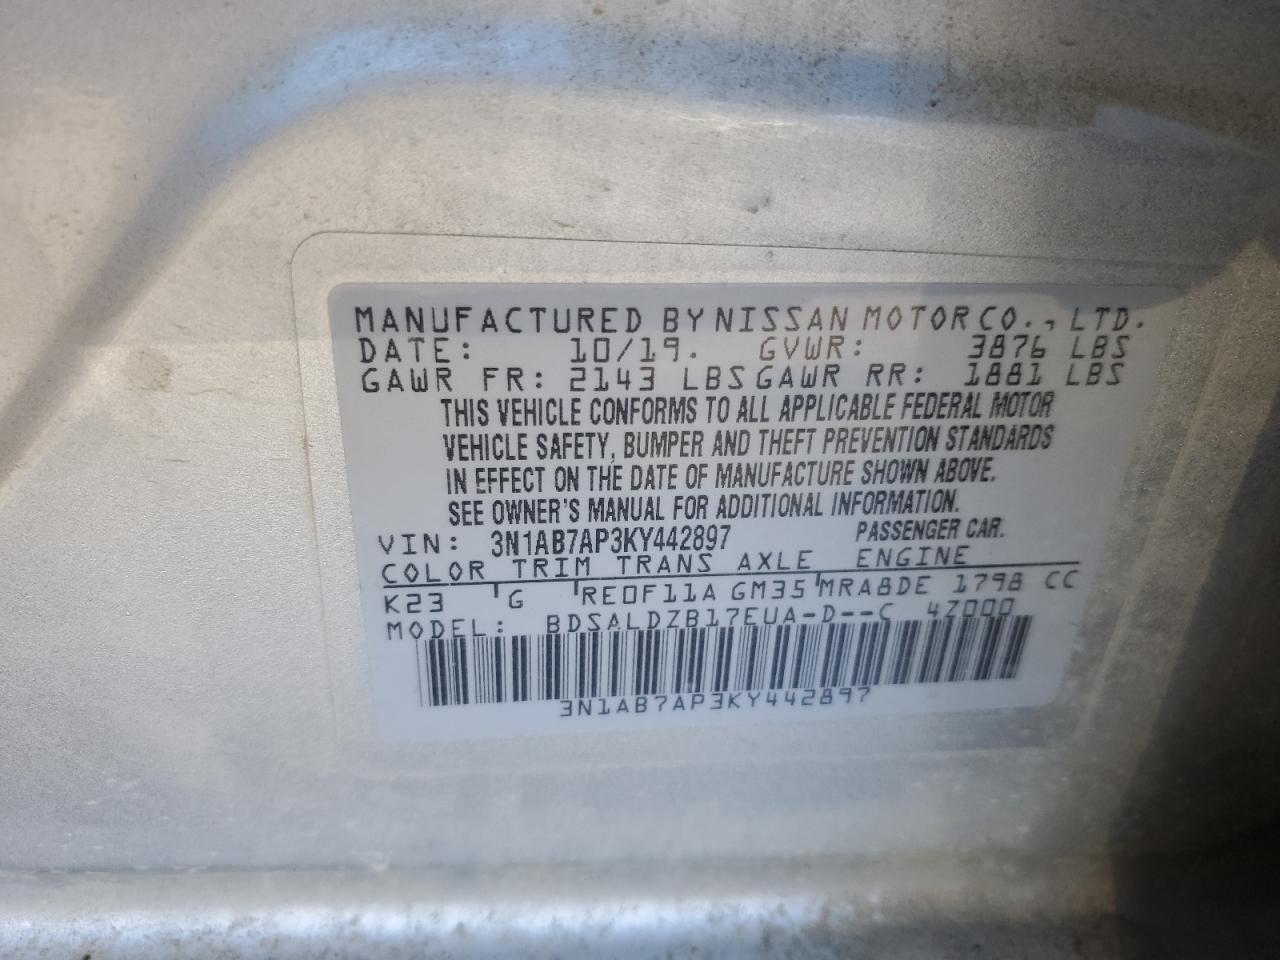 MANUFACTURED BY NISSAN MOTOR CO., LTD.
DATE: 10/19. GVWR: 3876 LBS
GAWR FR: 2143 LBS GAWR RR: 1881 LBS
THIS VEHICLE CONFORMS TO ALL APPLICABLE FEDERAL MOTOR
VEHICLE SAFETY, BUMPER AND THEFT PREVENTION STANDARDS
IN EFFECT ON THE DATE OF MANUFACTURE SHOWN ABOVE.
SEE OWNER'S MANUAL FOR ADDITIONAL INFORMATION.
VIN: 3N1AB7AP3KY442897 PASSENGER CAR.
COLOR TRIM TRANS AXLE ENGINE
K23 G RE0F11A GM35 MRA8DE 1798 CC
MODEL: BDSALDZB17EUA-D--C 4Z000
3N1AB7AP3KY442897